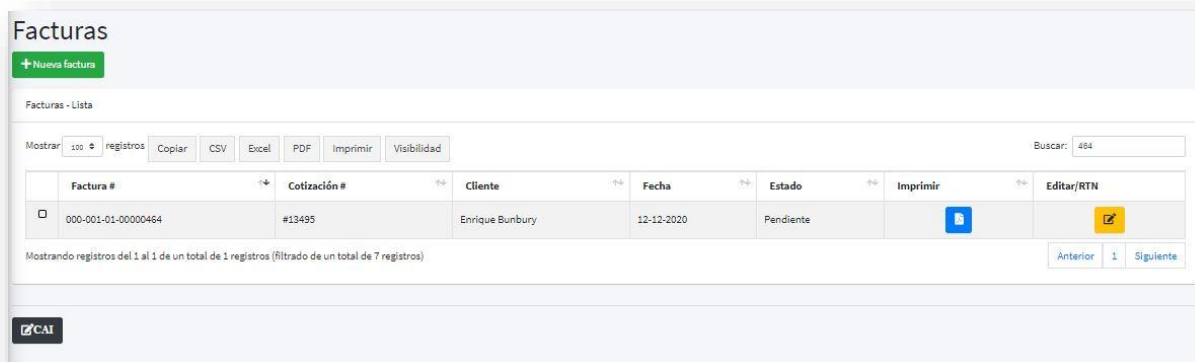 Facturas
Nueva factura
Facturas - Lista
Mostrar 100 registros Copiar CSV Excel PDF Imprimir Visibilidad Buscar: 464
Factura # Cotización # Cliente Fecha Estado Imprimir Editar/RTN
000-001-01-00000464 #13495 Enrique Bunbury 12-12-2020 Pendiente
Mostrando registros del 1 al 1 de un total de 1 registros (filtrado de un total de 7 registros) Anterior 1 Siguiente
CAI